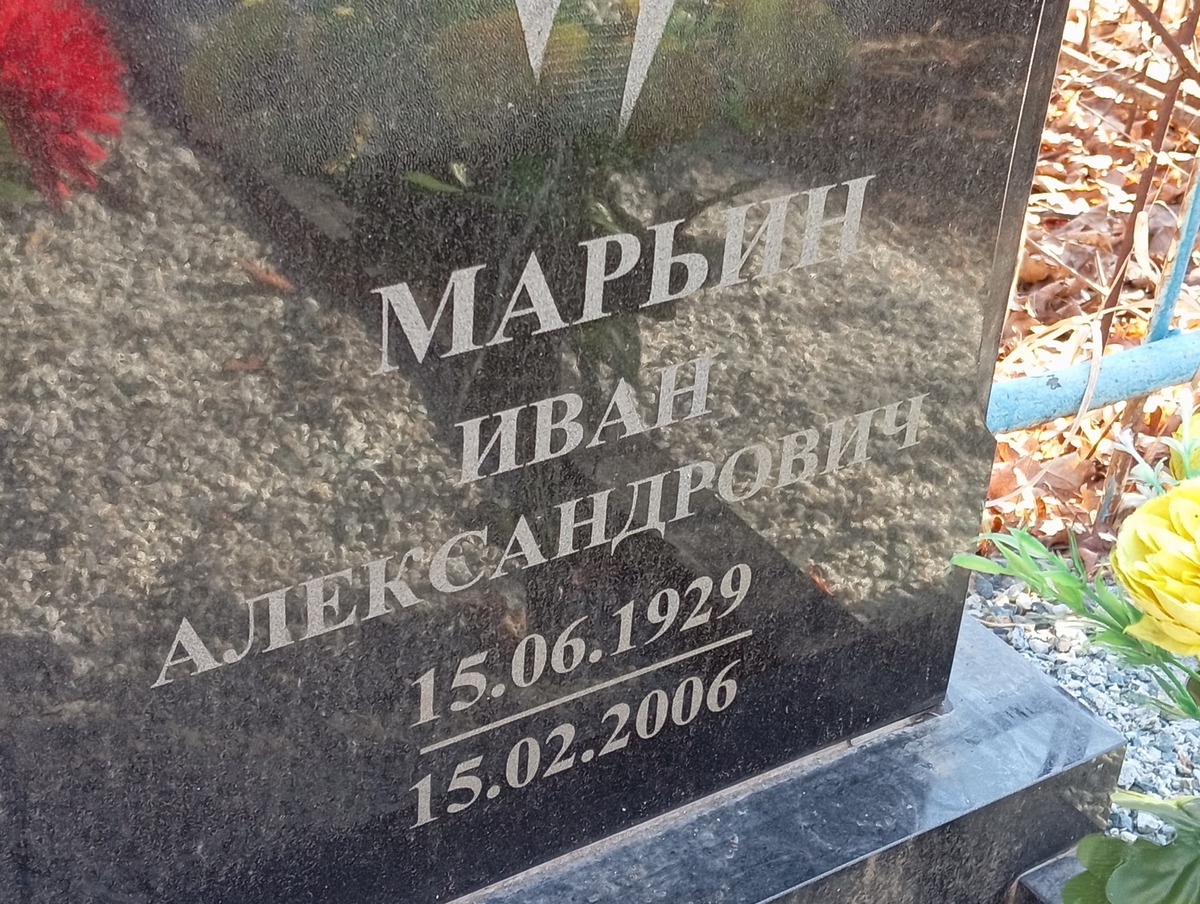 МАРЬИН
ИВАН
АЛЕКСАНДРОВИЧ
15.06.1929
15.02.2006